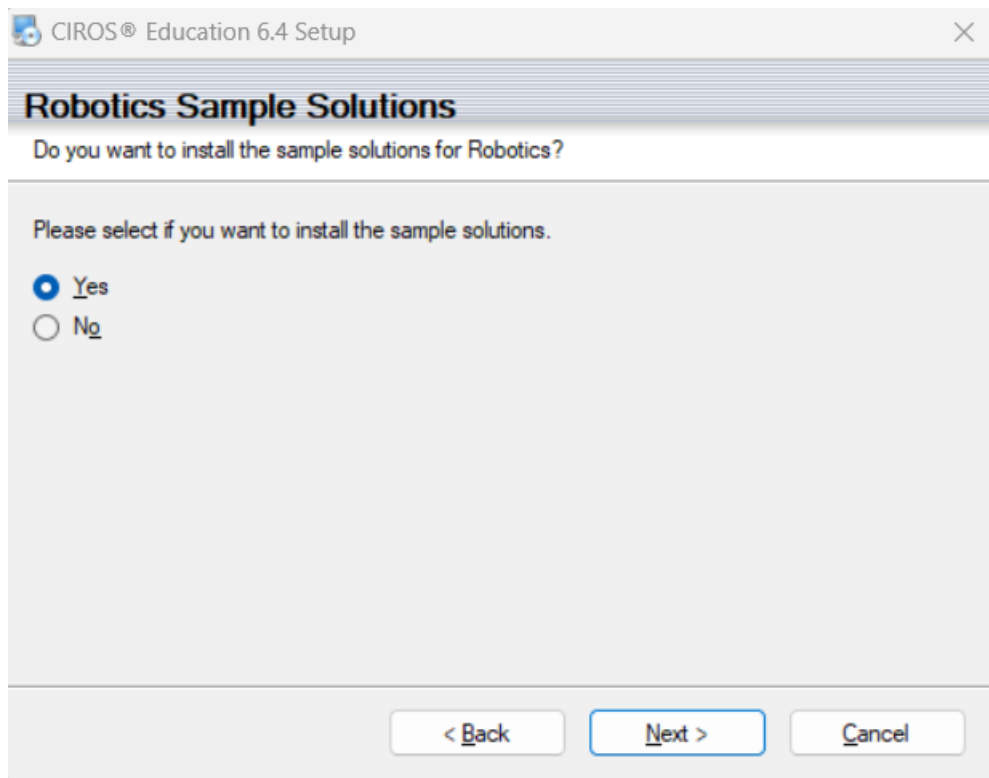 CIROS® Education 6.4 Setup
Robotics Sample Solutions
Do you want to install the sample solutions for Robotics?
Please select if you want to install the sample solutions.
Yes
No
< Back Next > Cancel